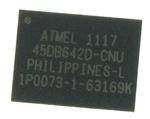 ATMEL 1117
45DB642D-CNU
PHILIPPINES-L
1P0073-1-63169K